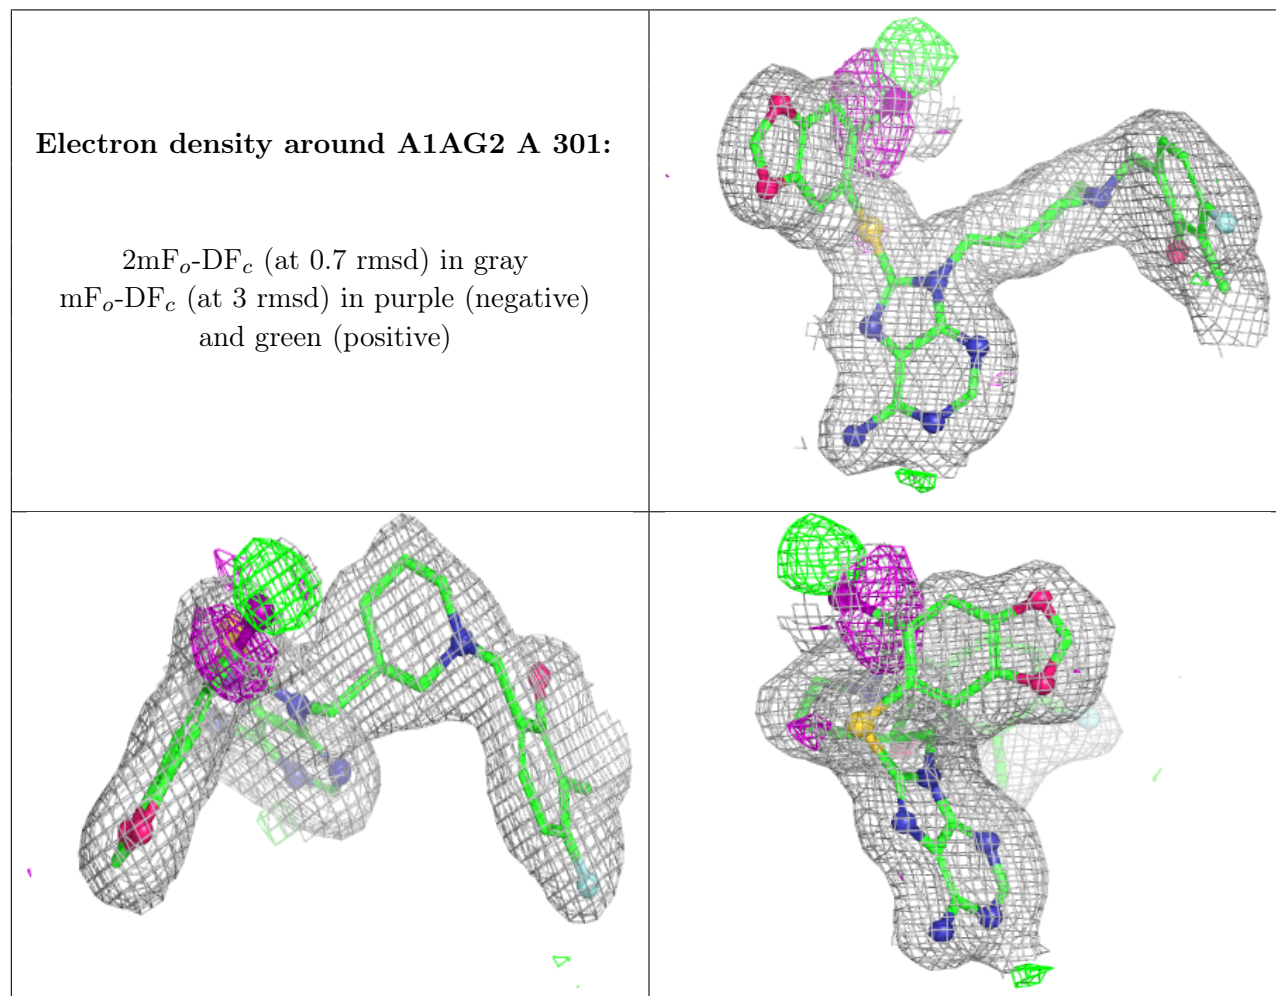 Electron density around A1AG2 A 301:
2mFo-DFc (at 0.7 rmsd) in gray
mFo-DFc (at 3 rmsd) in purple (negative)
and green (positive)